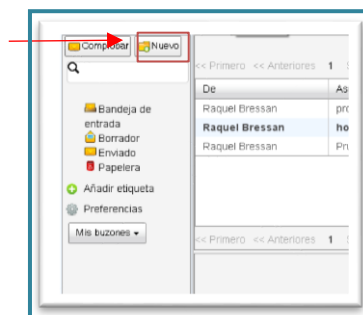 Comprobar Nuevo
<< Primero << Anteriores 1
De
Raquel Bressan
Raquel Bressan ho
Raquel Bressan
Bandeja de
entrada
Borrador
Enviado
Papelera
Añadir etiqueta
Preferencias
Mis buzones
<< Primero << Anteriores 1